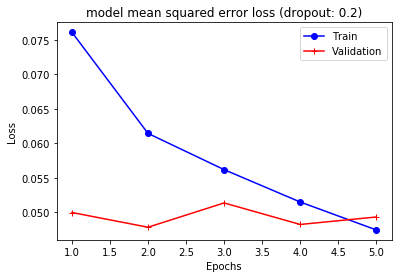 model mean squared error loss (dropout: 0.2)
Train
Validation
Loss
0.075
0.070
0.065
0.060
0.055
0.050
1.0 1.5 2.0 2.5 3.0 3.5 4.0 4.5 5.0
Epochs